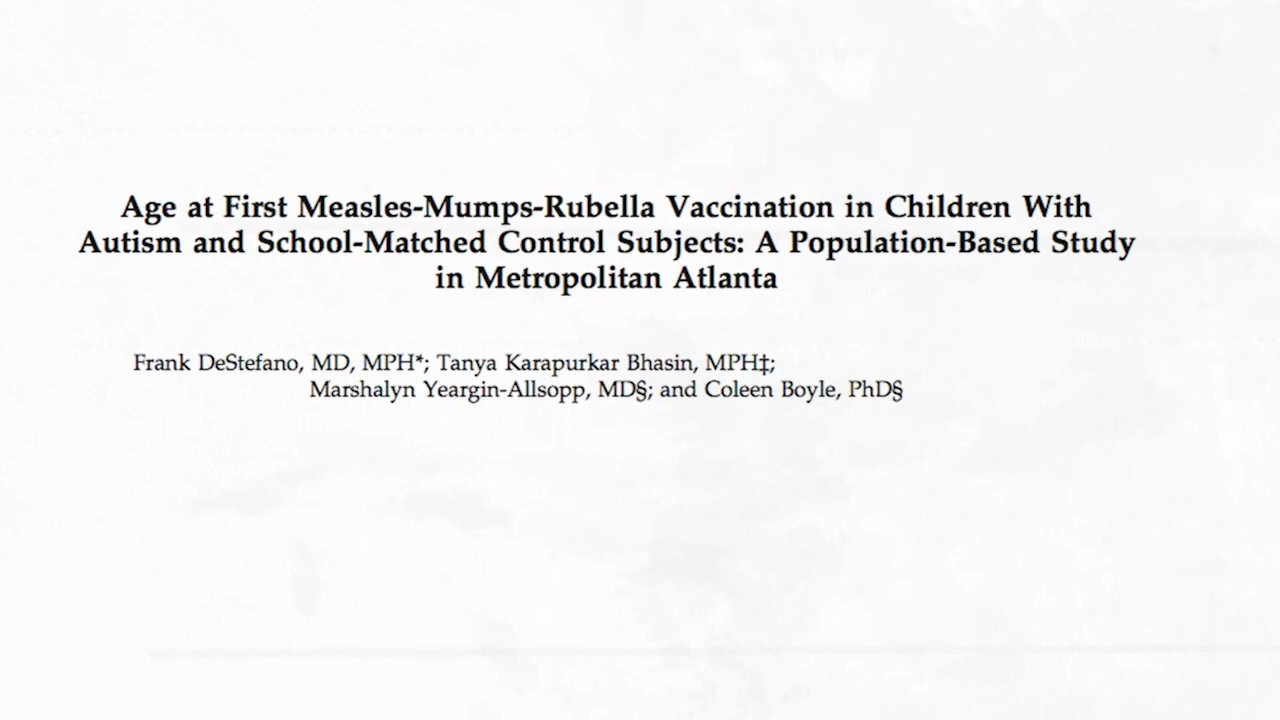 Age at First Measles-Mumps-Rubella Vaccination in Children With
Autism and School-Matched Control Subjects: A Population-Based Study
in Metropolitan Atlanta
Frank DeStefano, MD, MPH*; Tanya Karapurkar Bhasin, MPH‡;
Marshalyn Yeargin-Allsopp, MD§; and Coleen Boyle, PhD§